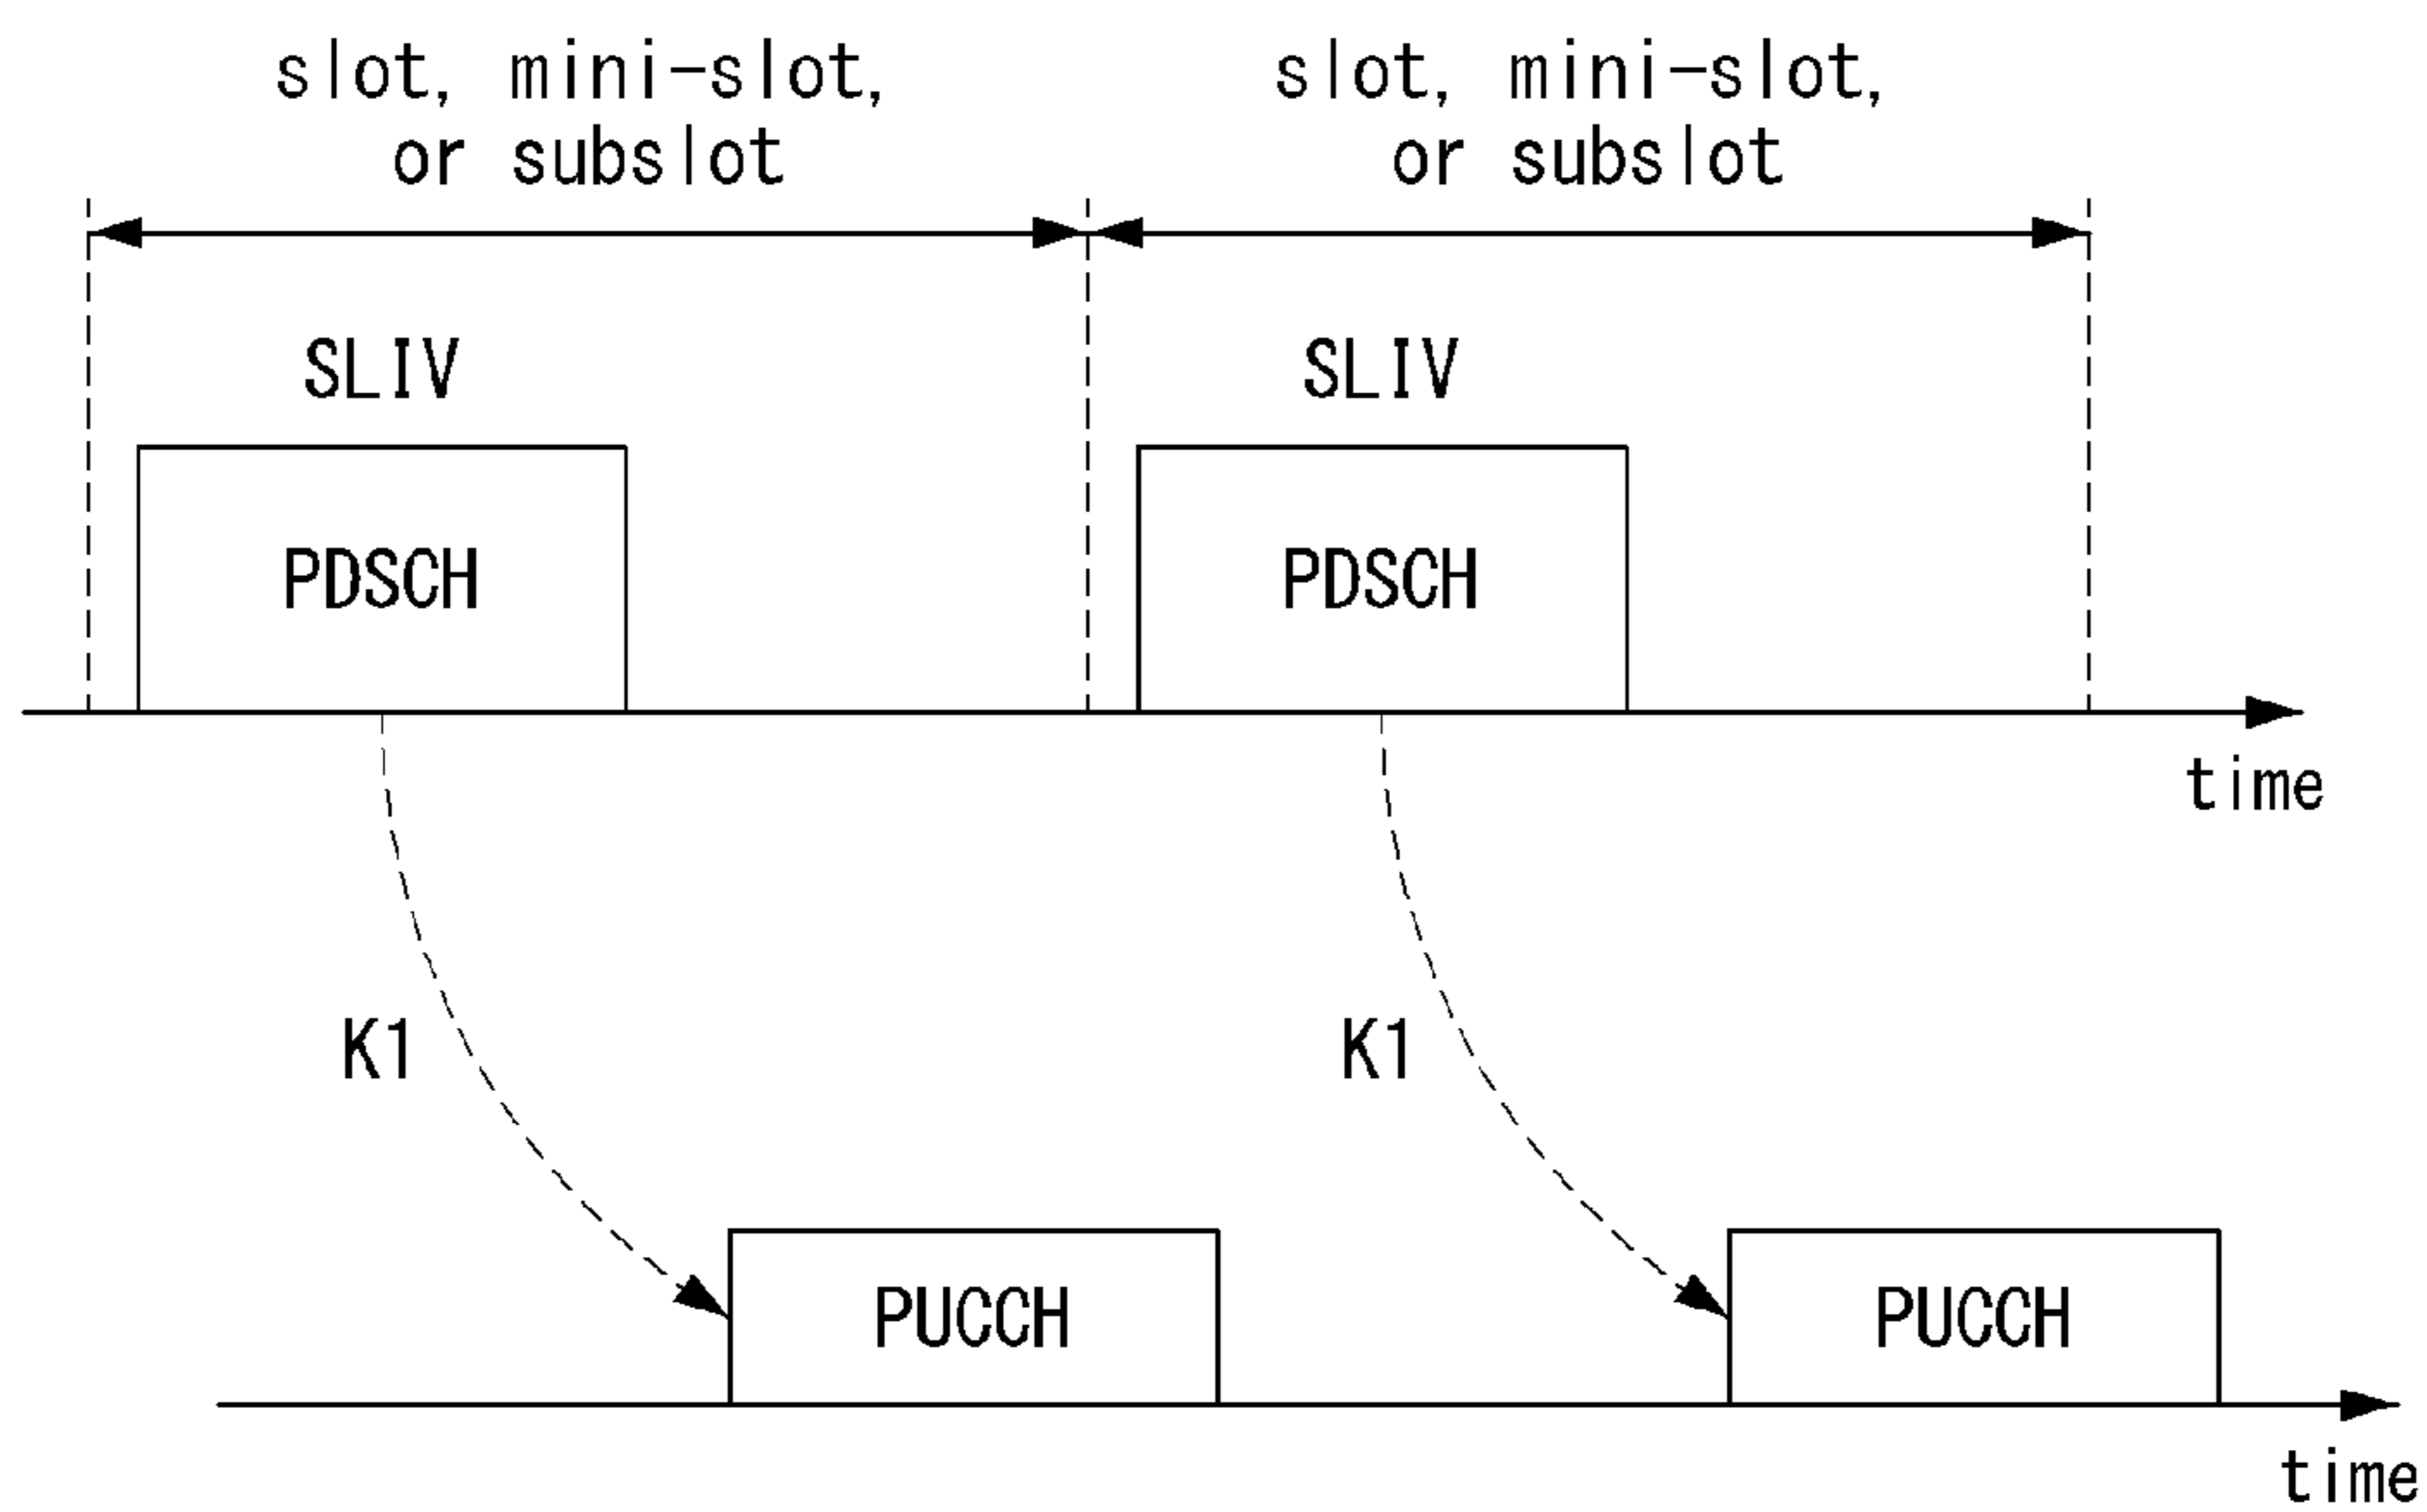 slot, mini-slot,
or subslot
slot, mini-slot,
or subslot
SLIV
SLIV
PDSCH
PDSCH
time
K1
K1
PUCCH
PUCCH
time